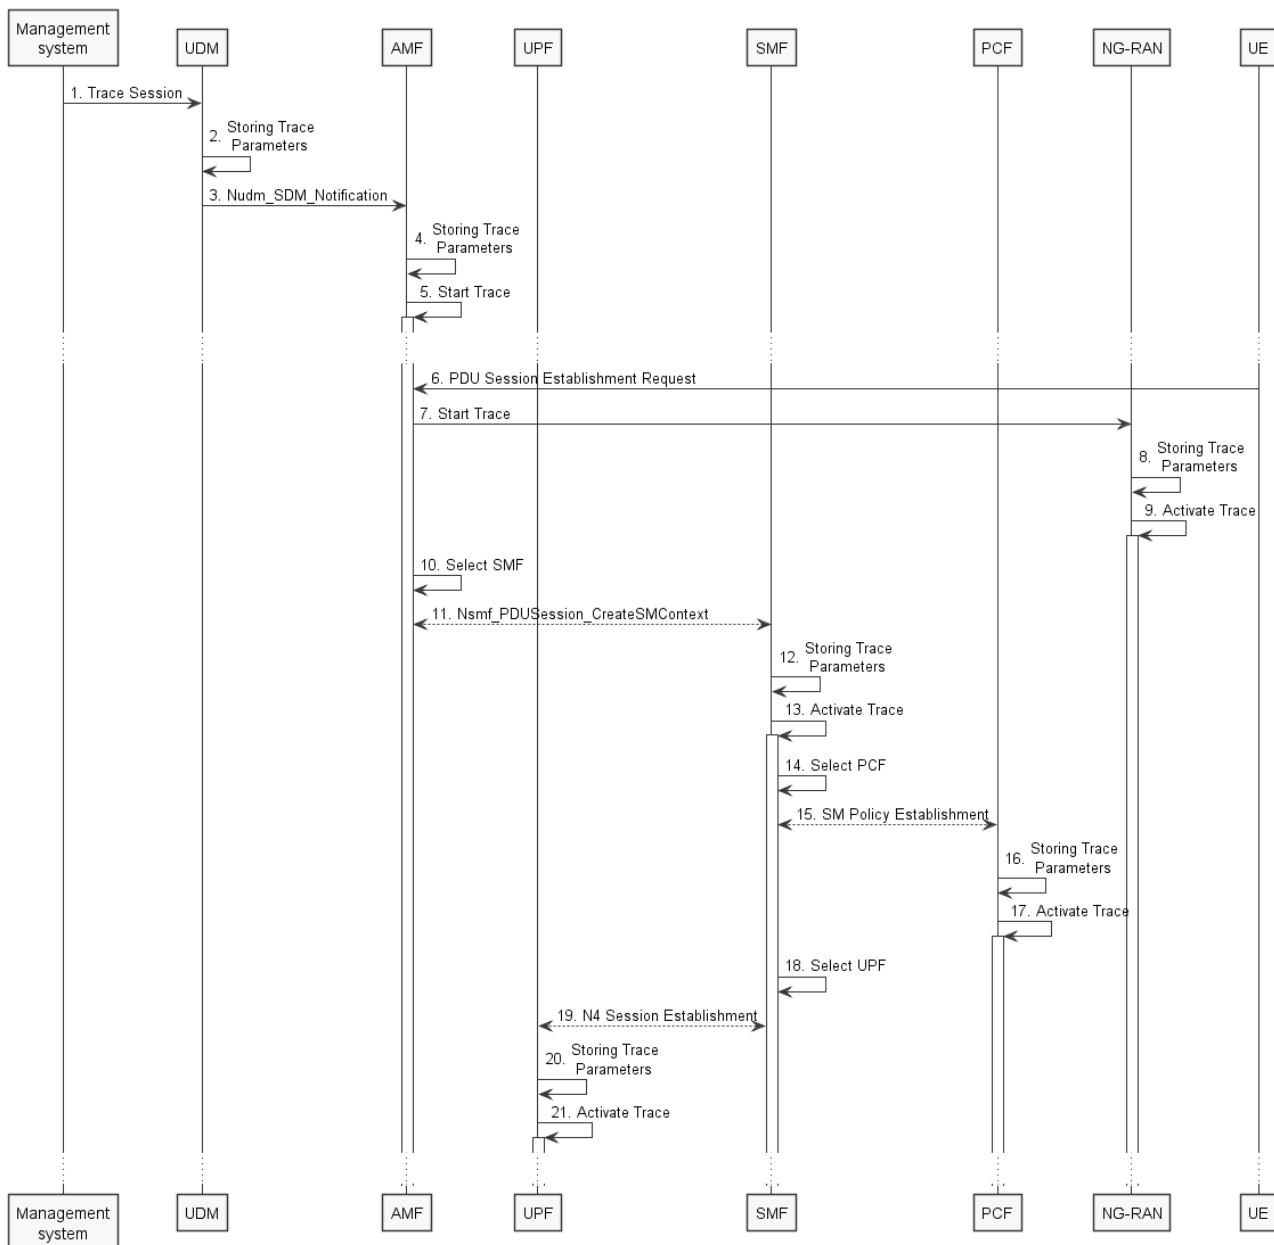 Management
system
UDM
AMF
UPF
SMF
PCF
NG-RAN
UE
1. Trace Session
2. Storing Trace
Parameters
3. Nudm_SDM_Notification
4. Storing Trace
Parameters
5. Start Trace
6. PDU Session Establishment Request
7. Start Trace
8. Storing Trace
Parameters
9. Activate Trace
10. Select SMF
11. Nsmf_PDUSession_CreateSMContext
12. Storing Trace
Parameters
13. Activate Trace
14. Select PCF
15. SM Policy Establishment
16. Storing Trace
Parameters
17. Activate Trace
18. Select UPF
19. N4 Session Establishment
20. Storing Trace
Parameters
21. Activate Trace
Management
system
UDM
AMF
UPF
SMF
PCF
NG-RAN
UE